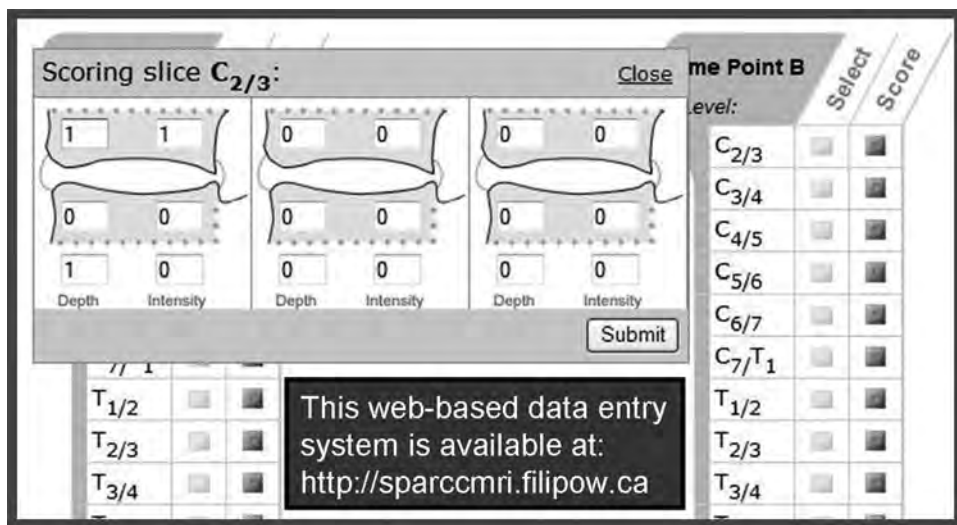 Scoring slice C2/3:
Close
1 1 0 0 0 0
0 0 0 0 0 0
1 0 0 0 0 0
Depth Intensity Depth Intensity Depth Intensity
Submit
me Point B
evel:
Select
Score
C2/3
C3/4
C4/5
C5/6
C6/7
C7/T1
T1/2
T2/3
T3/4
T1/2
T2/3
T3/4
This web-based data entry
system is available at:
http://sparccmri.filipow.ca